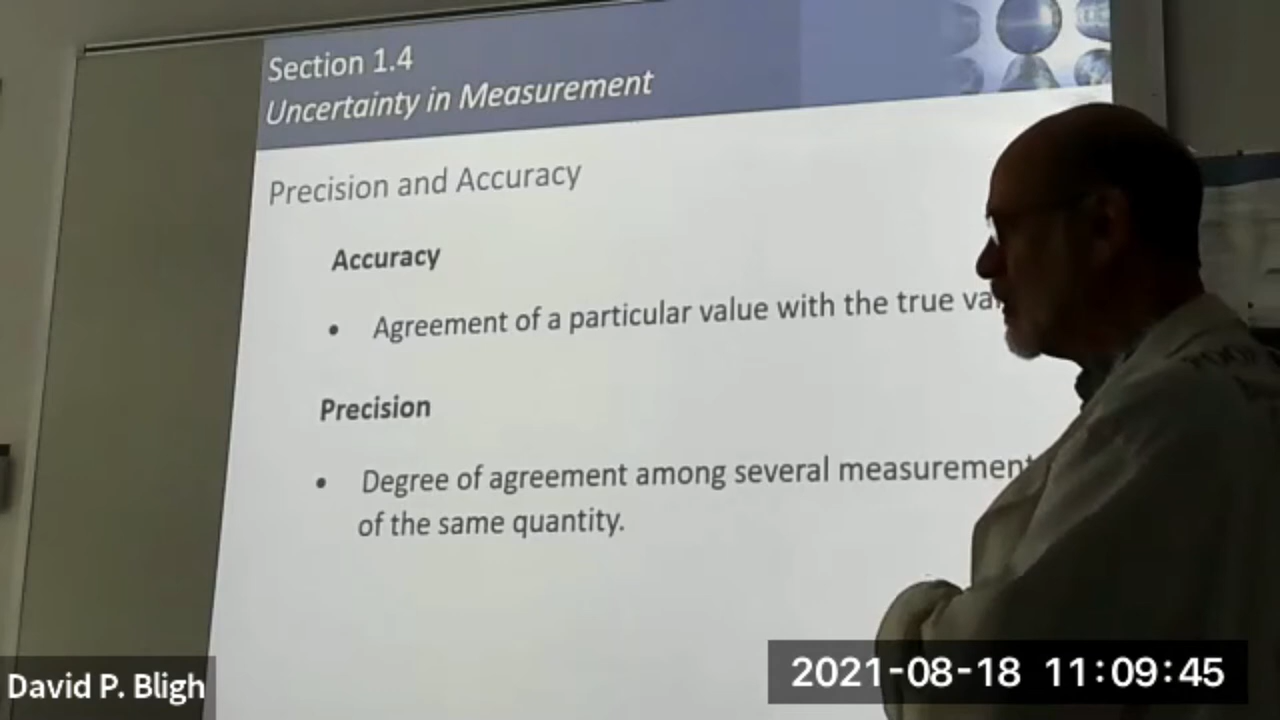 Section 1.4
Uncertainty in Measurement
Precision and Accuracy
Accuracy
• Agreement of a particular value with the true
Precision
• Degree of agreement among several measurement
of the same quantity.
David P. Bligh
2021-08-18 11:09:45